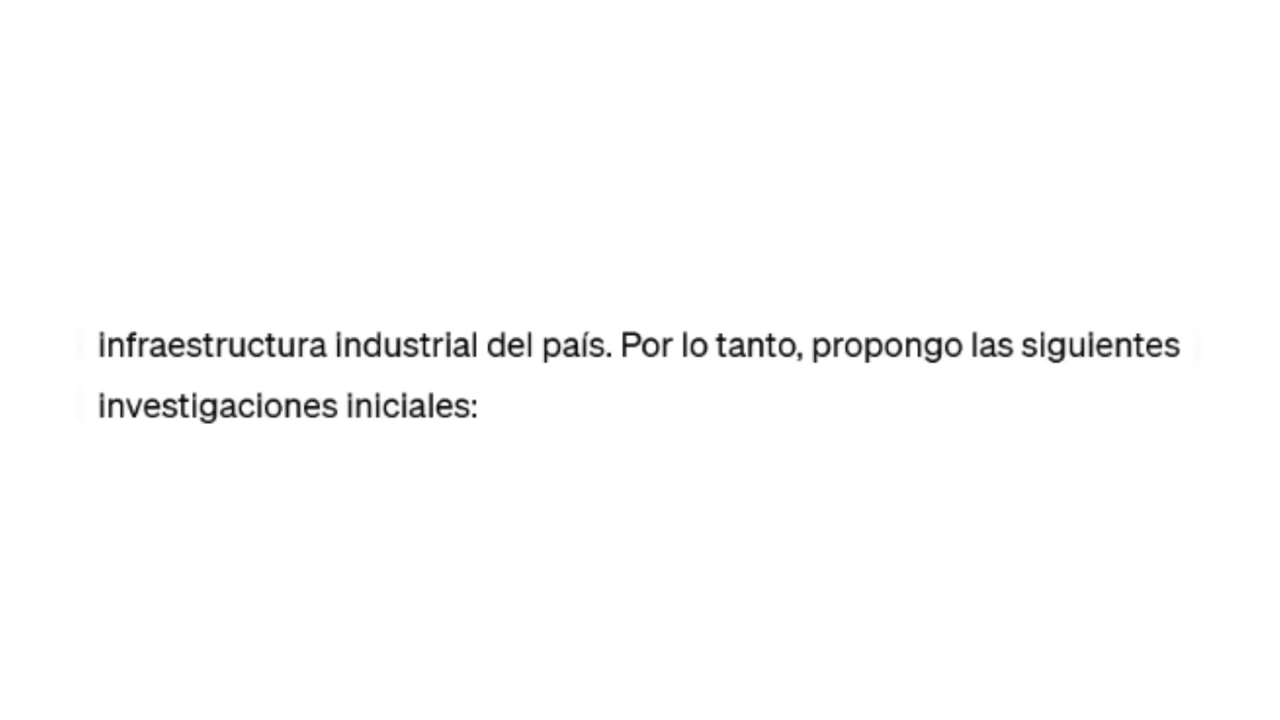 infraestructura industrial del país. Por lo tanto, propongo las siguientes
investigaciones iniciales: